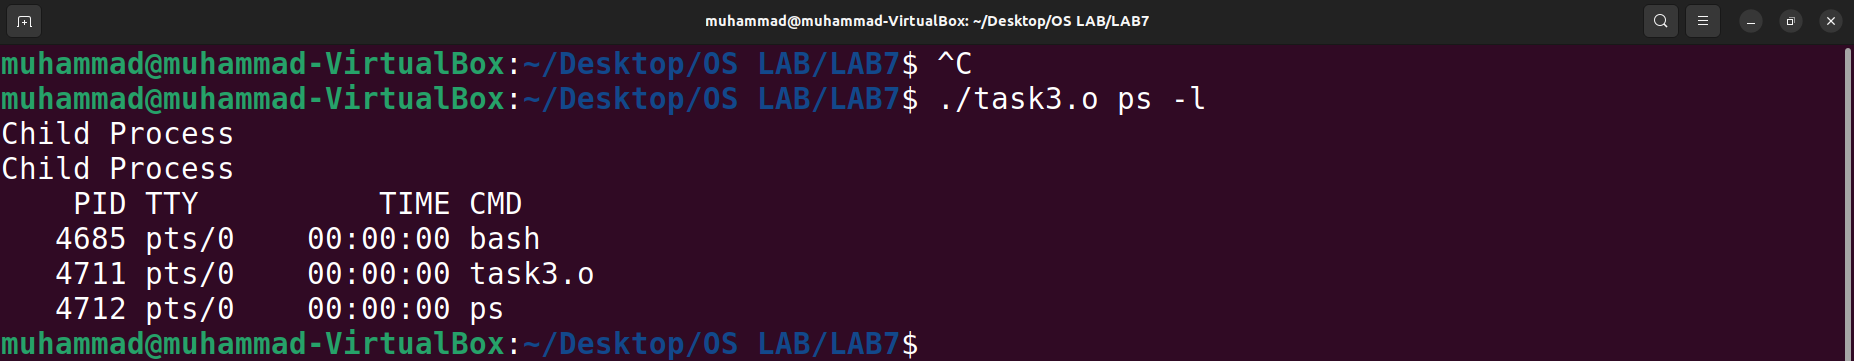 muhammad@muhammad-VirtualBox: ~/Desktop/OS LAB/LAB7
muhammad@muhammad-VirtualBox:~/Desktop/OS LAB/LAB7$ ^C
muhammad@muhammad-VirtualBox:~/Desktop/OS LAB/LAB7$ ./task3.o ps -l
Child Process
Child Process
    PID TTY          TIME CMD
   4685 pts/0    00:00:00 bash
   4711 pts/0    00:00:00 task3.o
   4712 pts/0    00:00:00 ps
muhammad@muhammad-VirtualBox:~/Desktop/OS LAB/LAB7$